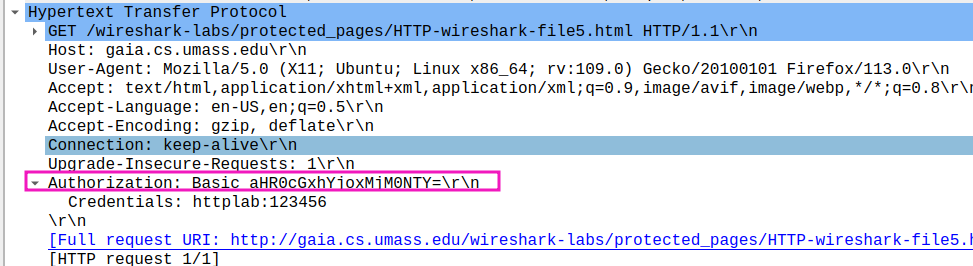 Hypertext Transfer Protocol
GET /wireshark-labs/protected_pages/HTTP-wireshark-file5.html HTTP/1.1\r\n
Host: gaia.cs.umass.edu\r\n
User-Agent: Mozilla/5.0 (X11; Ubuntu; Linux x86_64; rv:109.0) Gecko/20100101 Firefox/113.0\r\n
Accept: text/html,application/xhtml+xml,application/xml;q=0.9,image/avif,image/webp,*/*;q=0.8\r\n
Accept-Language: en-US,en;q=0.5\r\n
Accept-Encoding: gzip, deflate\r\n
Connection: keep-alive\r\n
Upgrade-Insecure-Requests: 1\r\n
Authorization: Basic aHR0cGxhYjoxMjM0NTY=\r\n
Credentials: httplab:123456
\r\n
[Full request URI: http://gaia.cs.umass.edu/wireshark-labs/protected_pages/HTTP-wireshark-file5.h
[HTTP request 1/1]